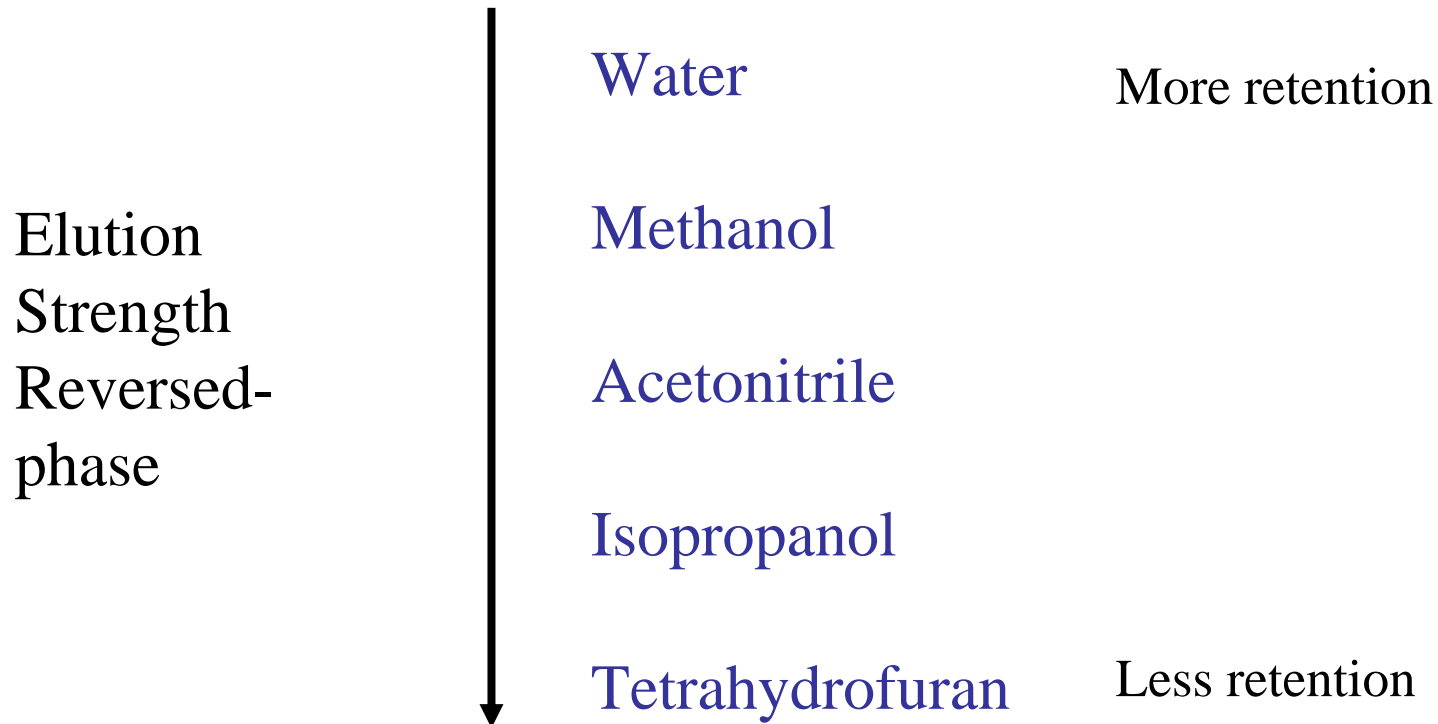 Elution
Strength
Reversed-
phase
Water
Methanol
Acetonitrile
Isopropanol
Tetrahydrofuran
More retention
Less retention